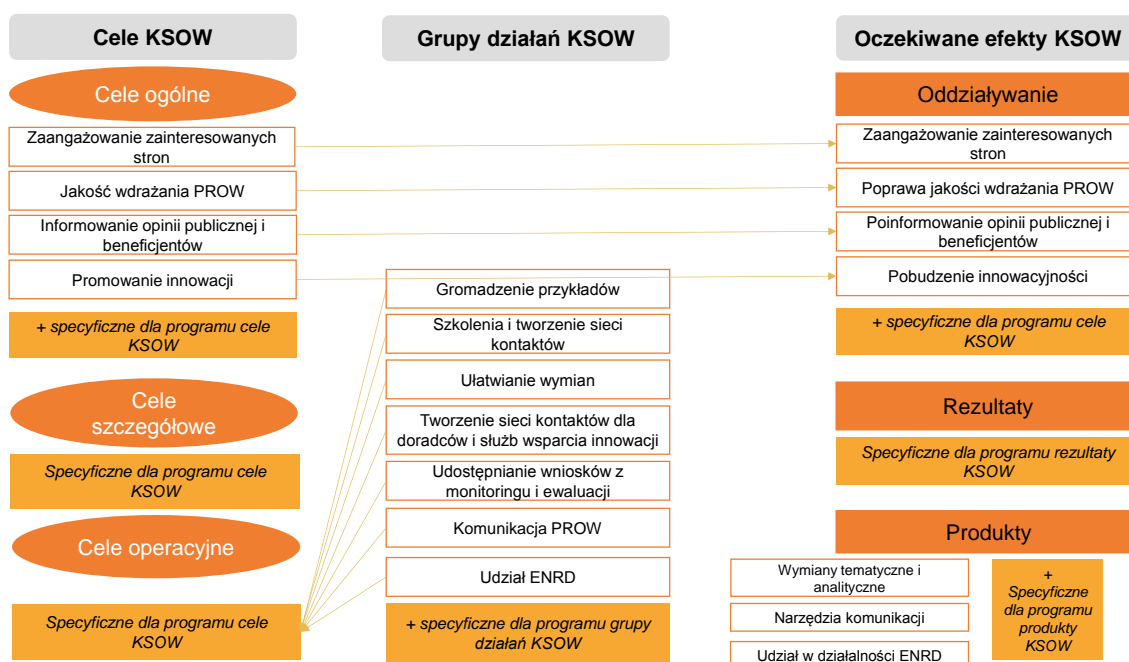 Cele KSOW
Cele ogólne
Zaangażowanie zainteresowanych
stron
Jakość wdrażania PROW
Informowanie opinii publicznej i
beneficjentów
Promowanie innowacji
+ specyficzne dla programu cele
KSOW
Cele
szczegółowe
Specyficzne dla programu cele
KSOW
Cele operacyjne
Specyficzne dla programu cele
KSOW
Grupy działań KSOW
Gromadzenie przykładów
Szkolenia i tworzenie sieci
kontaktów
Ułatwianie wymian
Tworzenie sieci kontaktów dla
doradców i służb wsparcia innowacji
Udostępnianie wniosków z
monitoringu i ewaluacji
Komunikacja PROW
Udział ENRD
+ specyficzne dla programu grupy
działań KSOW
Oczekiwane efekty KSOW
Oddziaływanie
Zaangażowanie zainteresowanych
stron
Poprawa jakości wdrażania PROW
Poinformowanie opinii publicznej i
beneficjentów
Pobudzenie innowacyjności
+ specyficzne dla programu cele
KSOW
Rezultaty
Specyficzne dla programu rezultaty
KSOW
Produkty
Wymiany tematyczne i
analityczne
Narzędzia komunikacji
Udział w działalności ENRD
+
Specyficzne
dla programu
produkty
KSOW